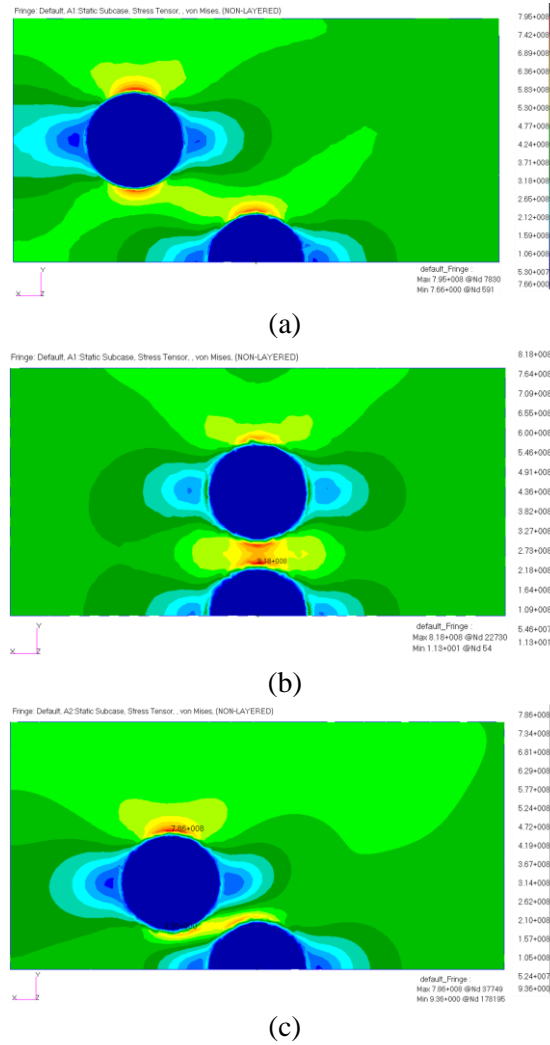 Fringe: Default, A1:Static Subcase, Stress Tensor, , von Mises, (NON-LAYERED)
7.95+008
7.42+008
6.89+008
6.36+008
5.83+008
5.30+008
4.77+008
4.24+008
3.71+008
3.18+008
2.65+008
2.12+008
1.59+008
1.06+008
5.30+007
7.66+000
default_Fringe :
Max 7.95+008 @Nd 7830
Min 7.66+000 @Nd 591
Y
X Z
(a)
Fringe: Default, A1:Static Subcase, Stress Tensor, , von Mises, (NON-LAYERED)
8.18+008
7.64+008
7.09+008
6.55+008
6.00+008
5.46+008
4.91+008
4.36+008
3.82+008
3.27+008
2.73+008
2.18+008
1.64+008
1.09+008
5.46+007
1.13+001
8.18+008
default_Fringe :
Max 8.18+008 @Nd 22730
Min 1.13+001 @Nd 54
Y
X Z
(b)
Fringe: Default, A2:Static Subcase, Stress Tensor, , von Mises, (NON-LAYERED)
7.86+008
7.34+008
6.81+008
6.29+008
5.77+008
5.24+008
4.72+008
4.19+008
3.67+008
3.14+008
2.62+008
2.10+008
1.57+008
1.05+008
5.24+007
9.36+000
7.86+008
default_Fringe :
Max 7.86+008 @Nd 37749
Min 9.36+000 @Nd 178195
Y
X Z
(c)